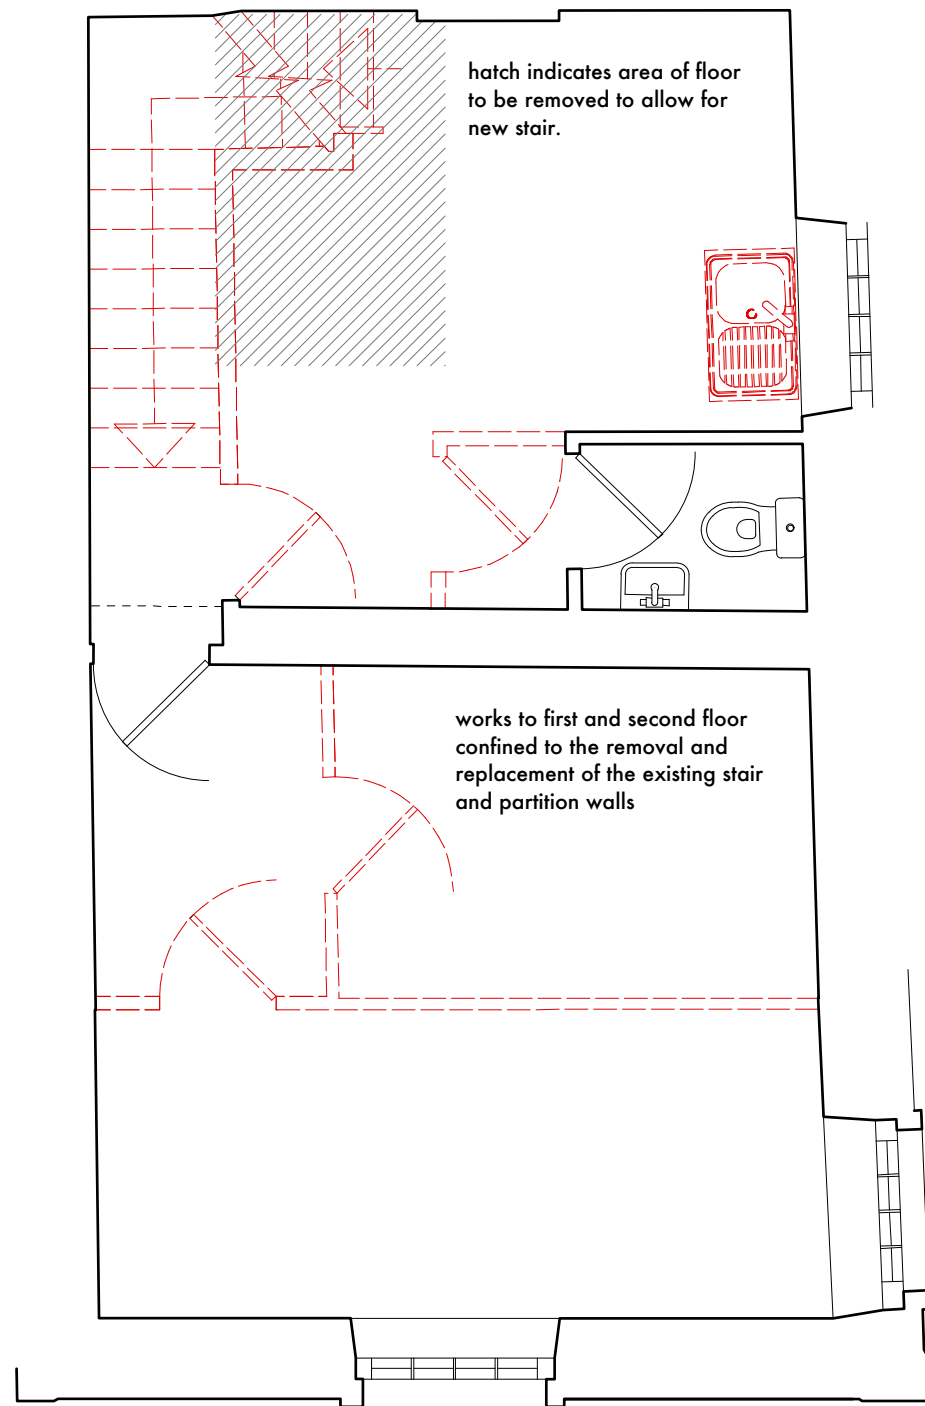 hatch indicates area of floor
to be removed to allow for
new stair.
works to first and second floor
confined to the removal and
replacement of the existing stair
and partition walls